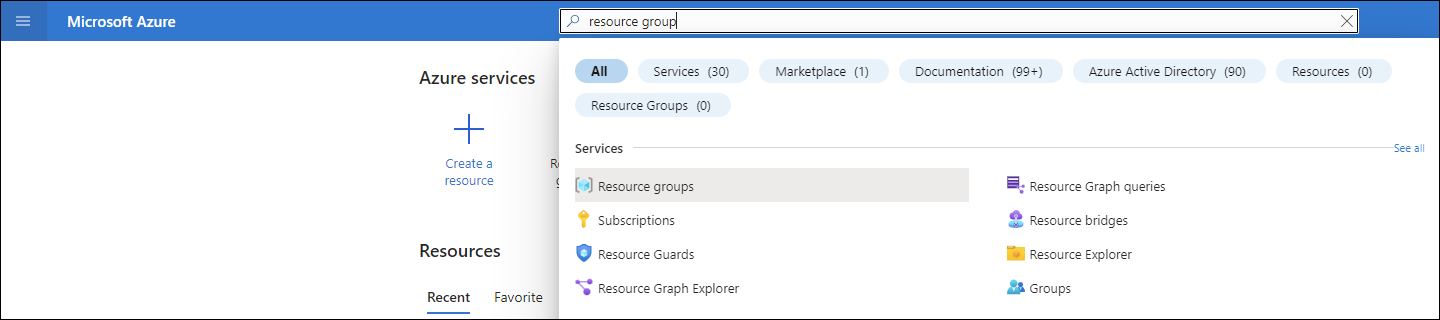 Microsoft Azure
resource group
All
Services (30)
Marketplace (1)
Documentation (99+)
Azure Active Directory (90)
Resources (0)
Resource Groups (0)
Azure services
Create a
resource
Services
See all
Resource groups
Resource Graph queries
Subscriptions
Resource bridges
Resource Guards
Resource Explorer
Resource Graph Explorer
Groups
Resources
Recent
Favorite